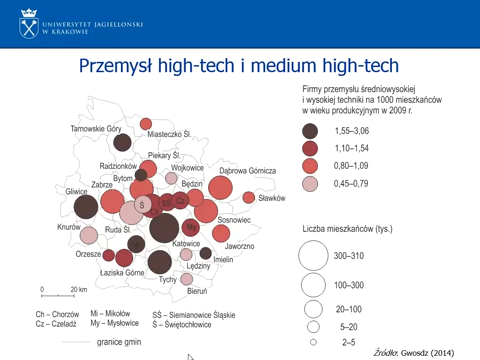 UNIWERSYTET JAGIELLOŃSKI
W KRAKOWIE
Przemysł high-tech i medium high-tech
Firmy przemysłu średniowysokiej
i wysokiej techniki na 1000 mieszkańców
w wieku produkcyjnym w 2009 r.
1,55–3,06
1,10–1,54
0,80–1,09
0,45–0,79
Liczba mieszkańców (tys.)
300–310
100–300
20–100
5–20
2–5
Tarnowskie Góry
Miasteczko Śl.
Piekary Śl.
Radzionków
Wojkowice
Bytom
Będzin
Dąbrowa Górnicza
Zabrze
Gliwice
Sławków
Ś
SŚ
Cz
Ch
Sosnowiec
Knurów
Ruda Śl.
My
Mi
Katowice
Jaworzno
Orzesze
Imielin
Lędziny
Łaziska Górne
Tychy
Bieruń
0 20 km
Ch – Chorzów
Cz – Czeladź
Mi – Mikołów
My – Mysłowice
SŚ – Siemianowice Śląskie
Ś – Świętochłowice
granice gmin
Źródło: Gwosdz (2014)